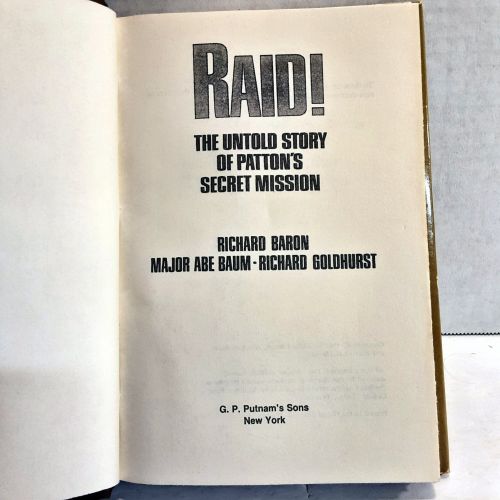 RAID!
THE UNTOLD STORY
OF PATTON'S
SECRET MISSION
RICHARD BARON
MAJOR ABE BAUM · RICHARD GOLDHURST
G. P. Putnam's Sons
New York